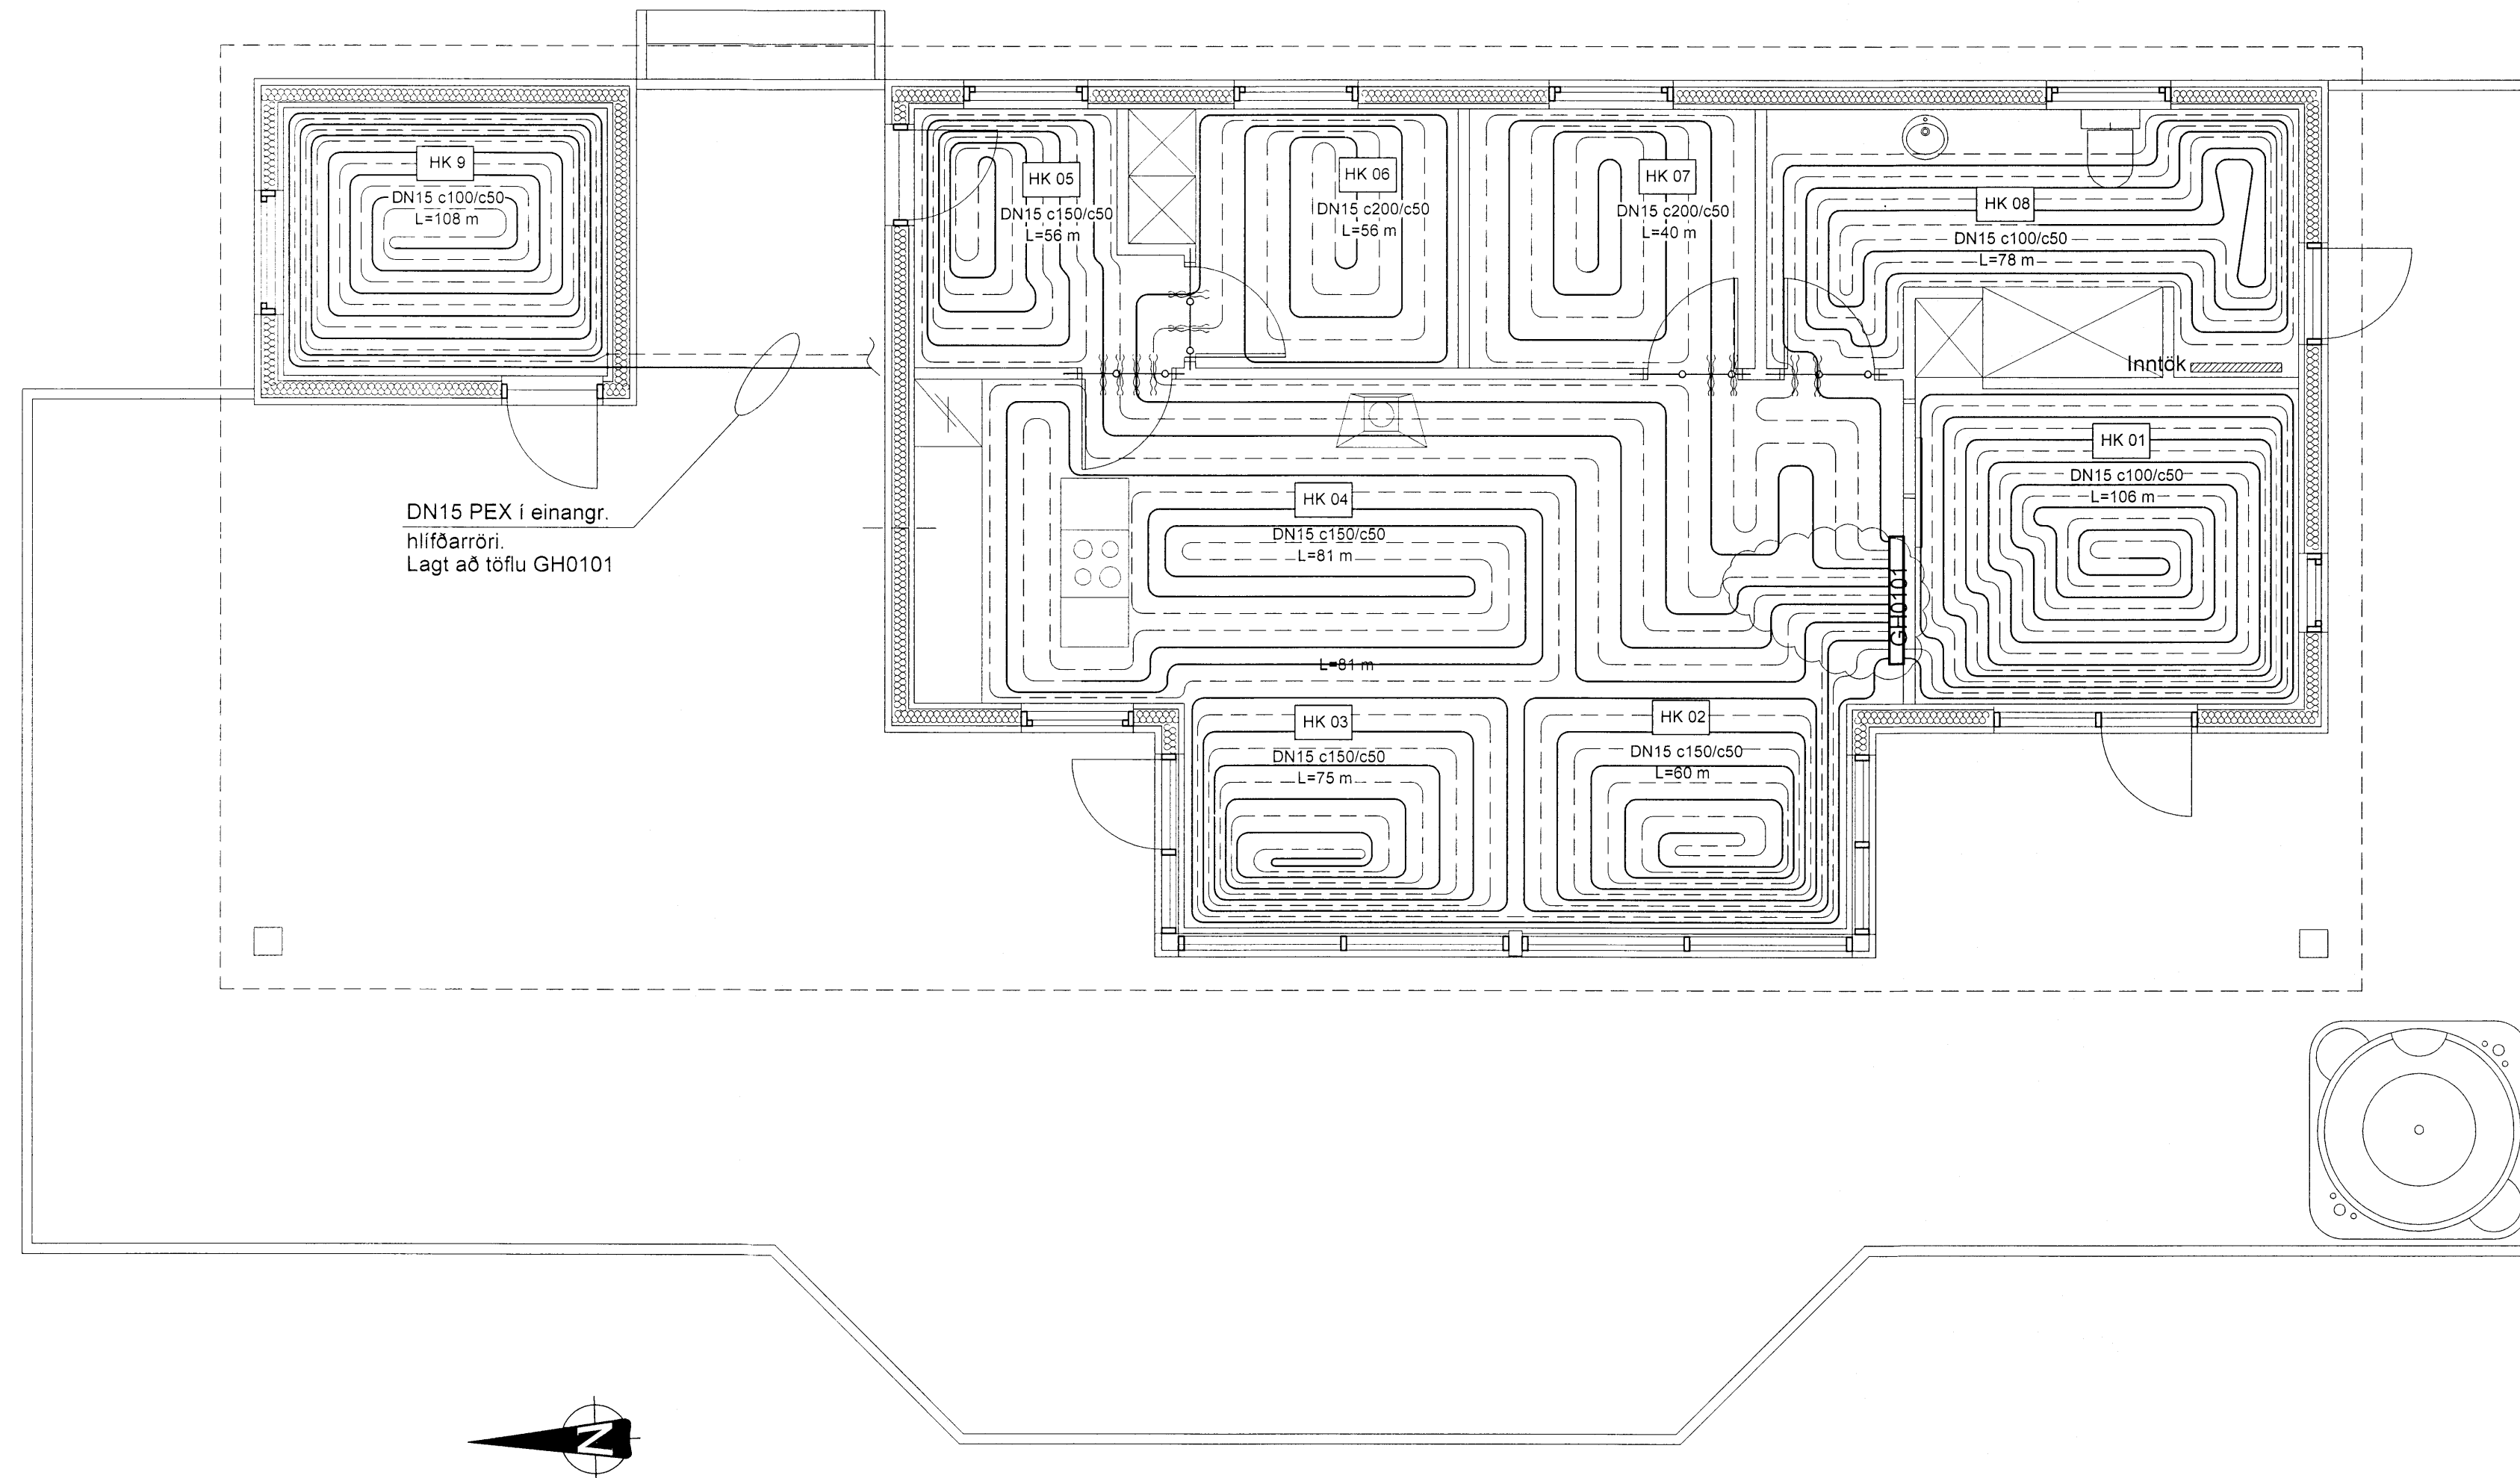 HK 9
DN15 c100/c50
L=108 m
HK 05
DN15 c150/c50
L=56 m
HK 06
DN15 c200/c50
L=56 m
HK 07
DN15 c200/c50
L=40 m
HK 08
DN15 c100/c50
L=78 m
Inntök
HK 01
DN15 c100/c50
L=106 m
HK 04
DN15 c150/c50
L=81 m
DN15 PEX í einangr.
hlífðarröri.
Lagt að töflu GH0101
GH0101
L=81 m
HK 03
DN15 c150/c50
L=75 m
HK 02
DN15 c150/c50
L=60 m
N